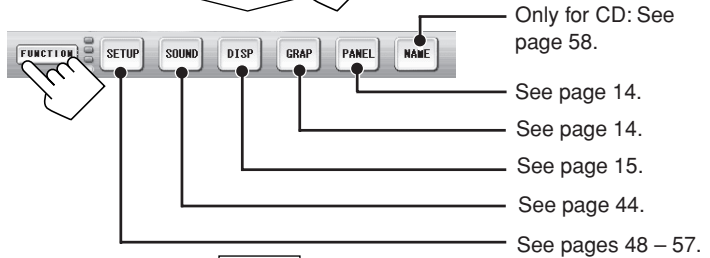 Only for CD: See
page 58.
FUNCTION SETUP SOUND DISP GRAP PANEL NAME
See page 14.
See page 14.
See page 15.
See page 44.
See pages 48 – 57.